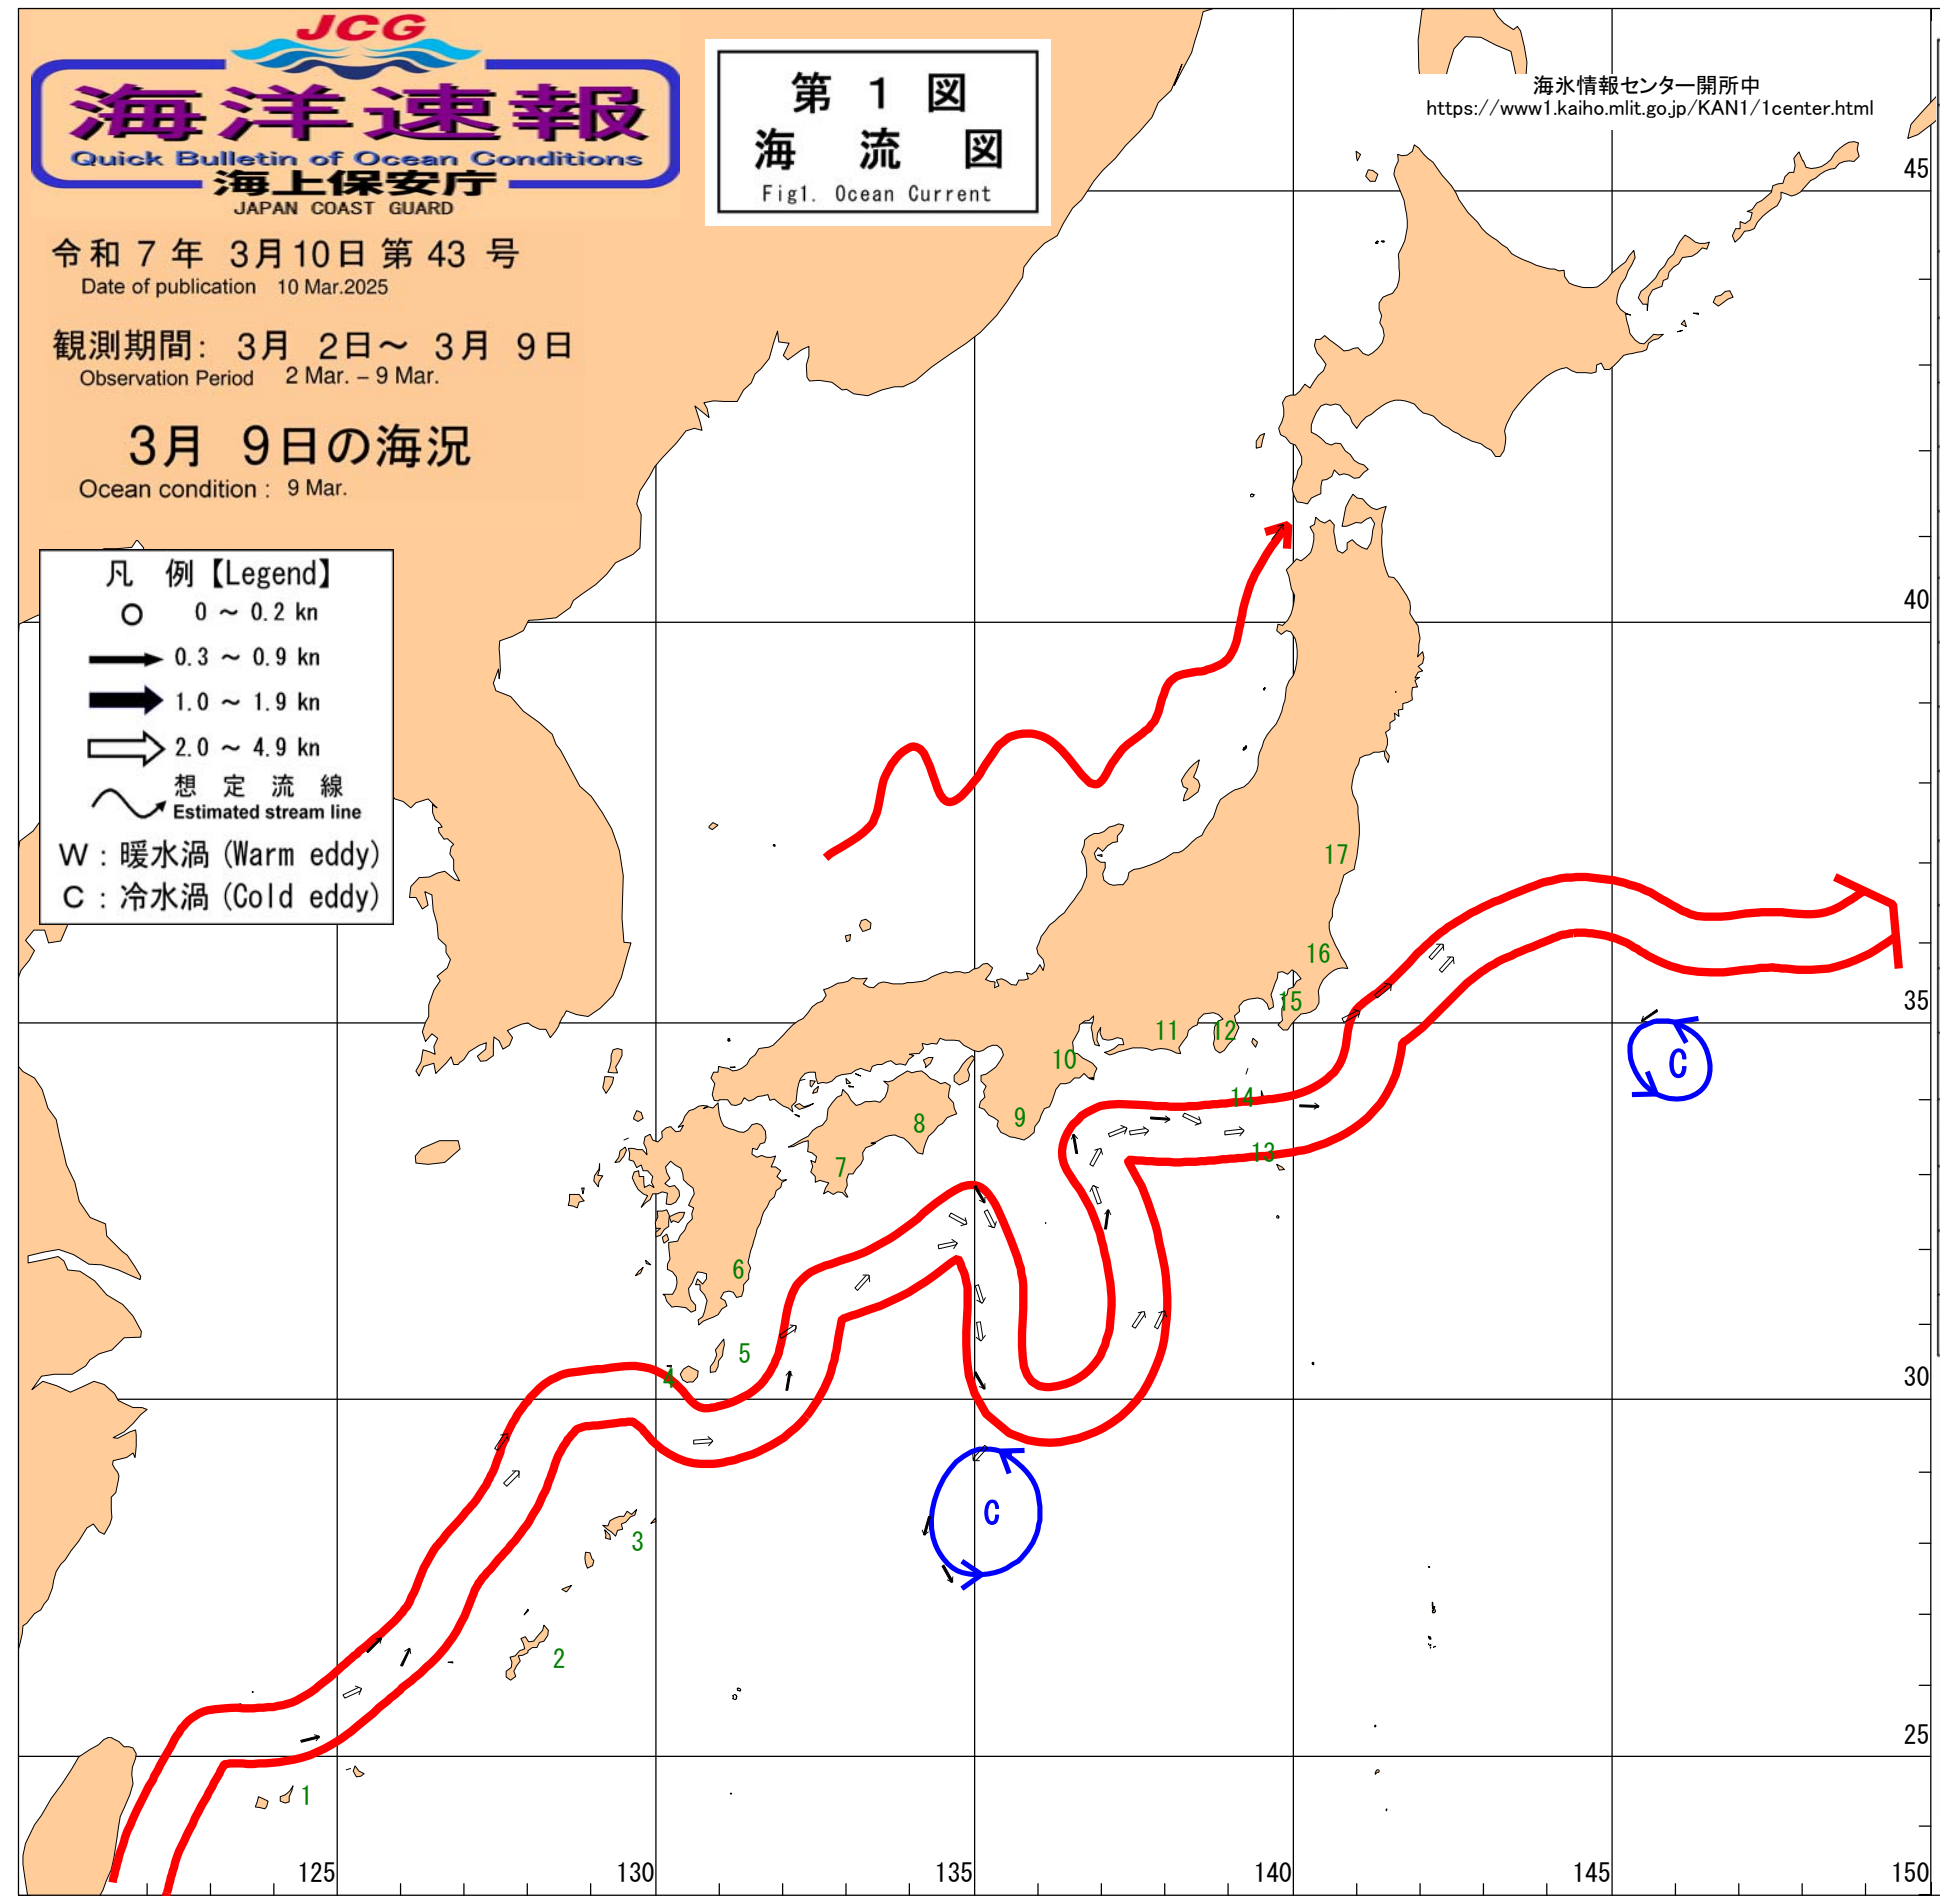 JCG
海洋速報
Quick Bulletin of Ocean Conditions
海上保安庁
JAPAN COAST GUARD
令和 7 年 3月10日 第 43 号
Date of publication 10 Mar.2025
観測期間: 3月 2日～ 3月 9日
Observation Period 2 Mar. – 9 Mar.
3月 9日の海況
Ocean condition : 9 Mar.
第 1 図
海 流 図
Fig1. Ocean Current
海氷情報センター開所中
https://www1.kaiho.mlit.go.jp/KAN1/1center.html
凡 例【Legend】
0 ～ 0.2 kn
0.3 ～ 0.9 kn
1.0 ～ 1.9 kn
2.0 ～ 4.9 kn
想 定 流 線
Estimated stream line
W : 暖水渦 (Warm eddy)
C : 冷水渦 (Cold eddy)
45
40
35
30
25
17
16
15
12
11
10
14
13
9
8
7
6
5
4
3
2
1
C
C
125
130
135
140
145
150